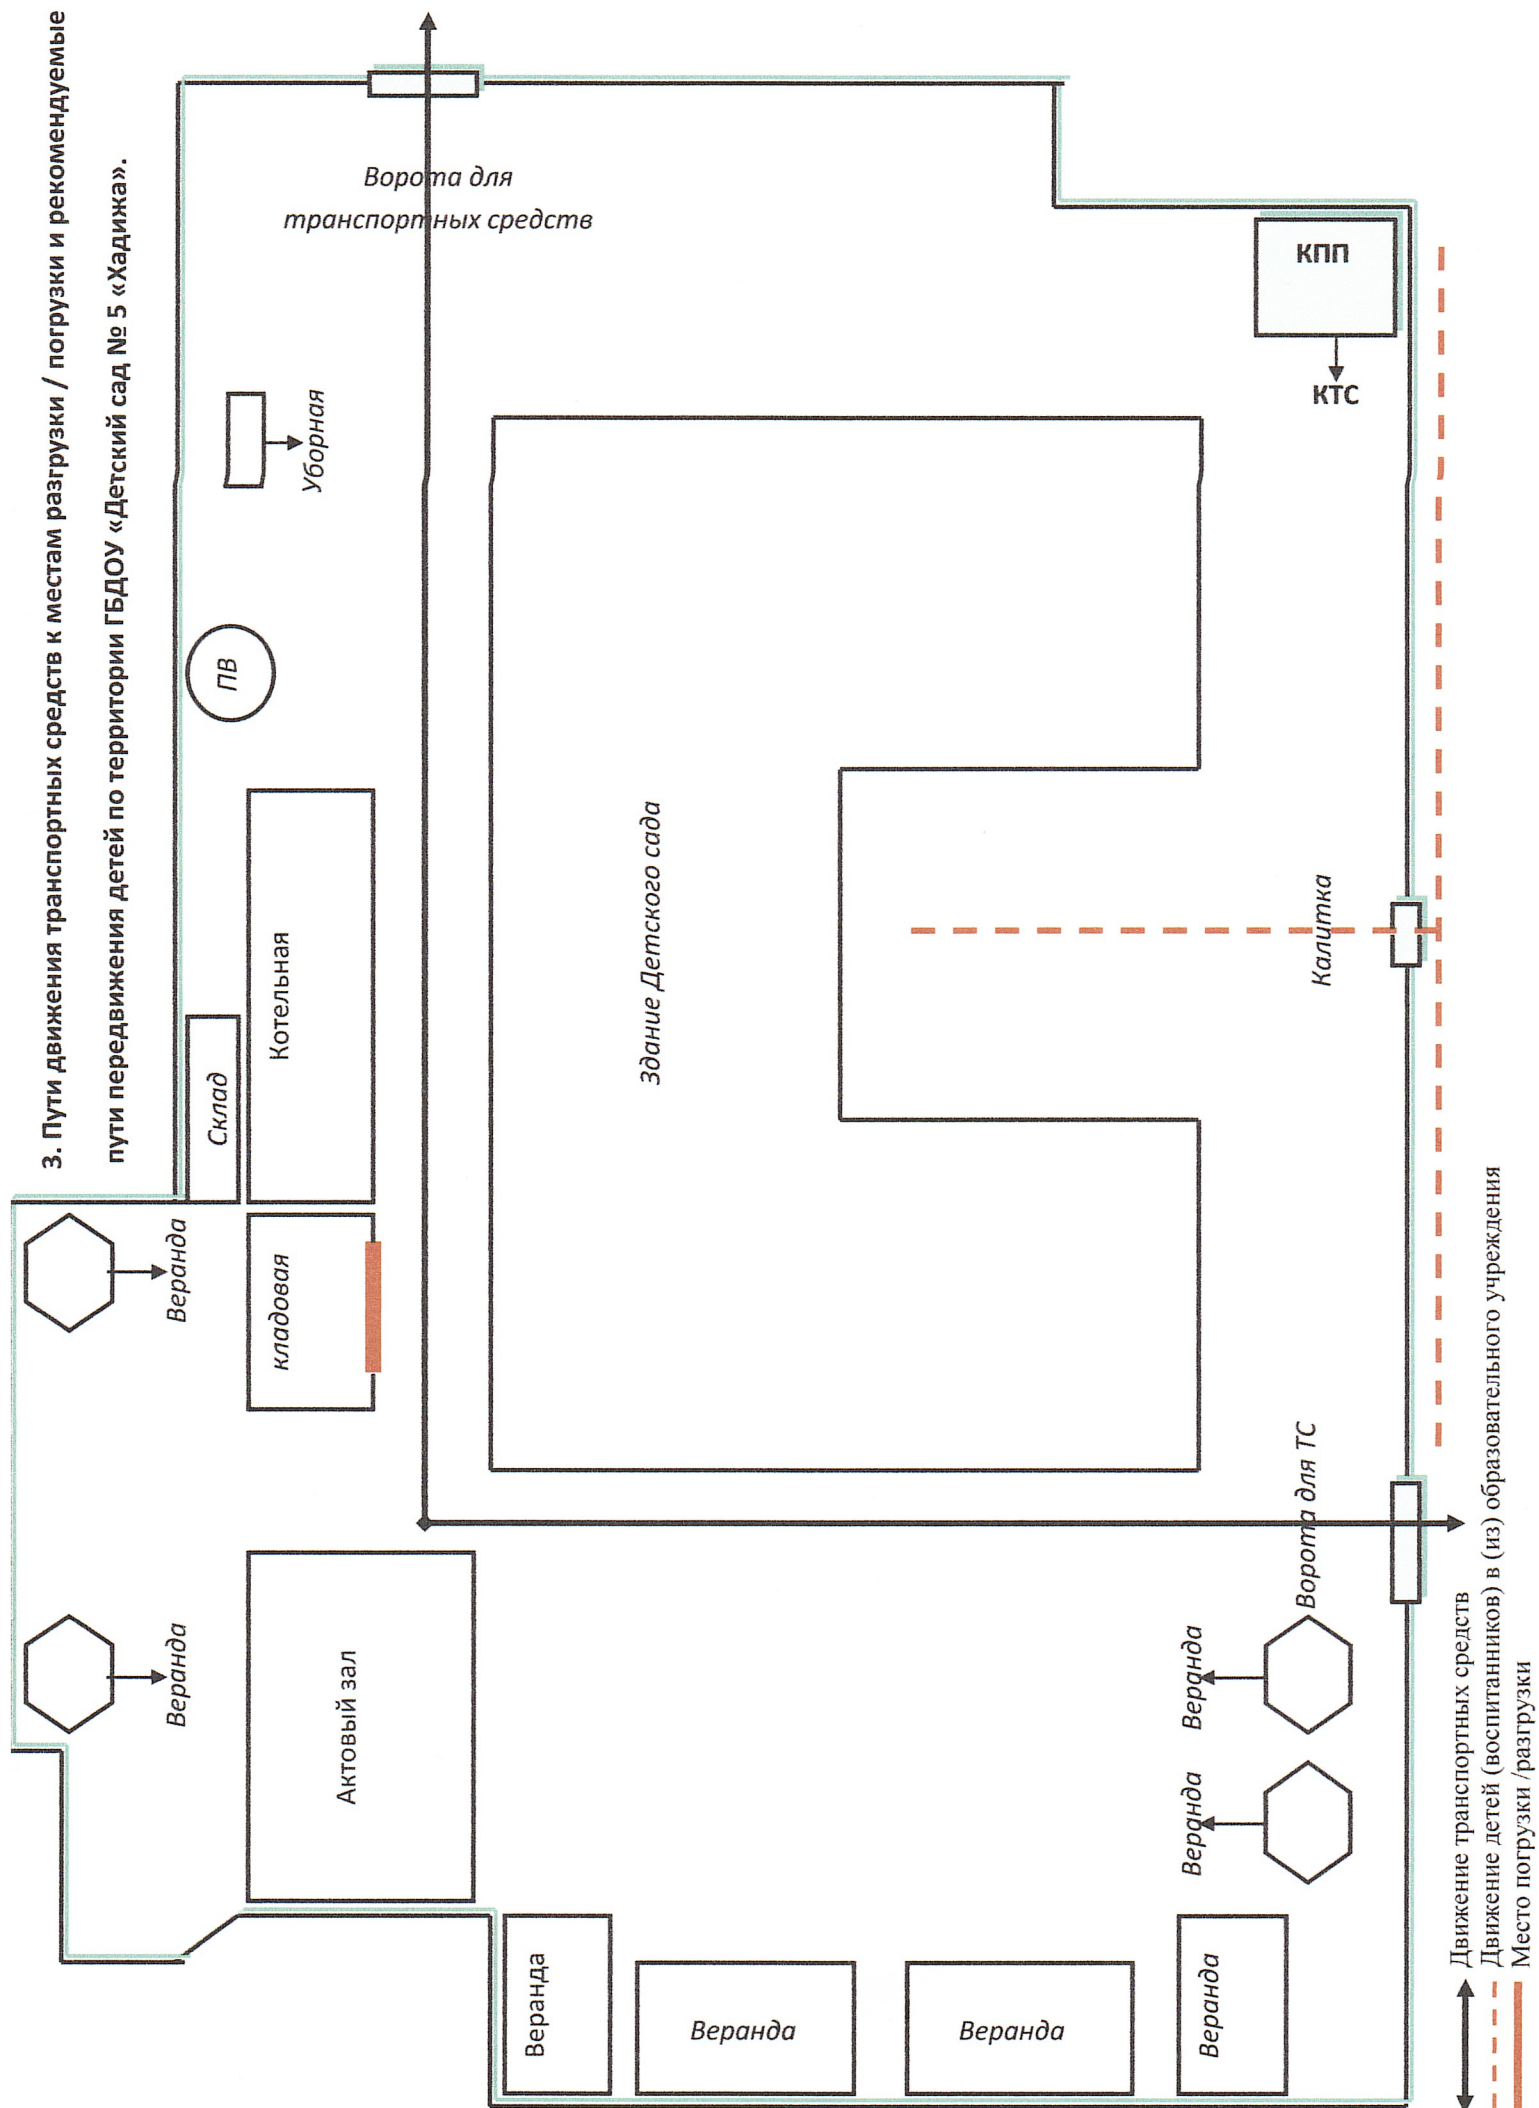 3. Пути движения транспортных средств к местам разгрузки / погрузки и рекомендуемые
пути передвижения детей по территории ГБДОУ «Детский сад № 5 «Хадижа».
Ворота для
транспортных средств
Веранда
Веранда
Склад
ПВ
Уборная
кладовая
Котельная
Актовый зал
Здание Детского сада
КПП
КТС
Калитка
Ворота для ТС
Веранда
Веранда
Веранда
Веранда
Веранда
Веранда
Движение транспортных средств
Движение детей (воспитанников) в (из) образовательного учреждения
Место погрузки /разгрузки